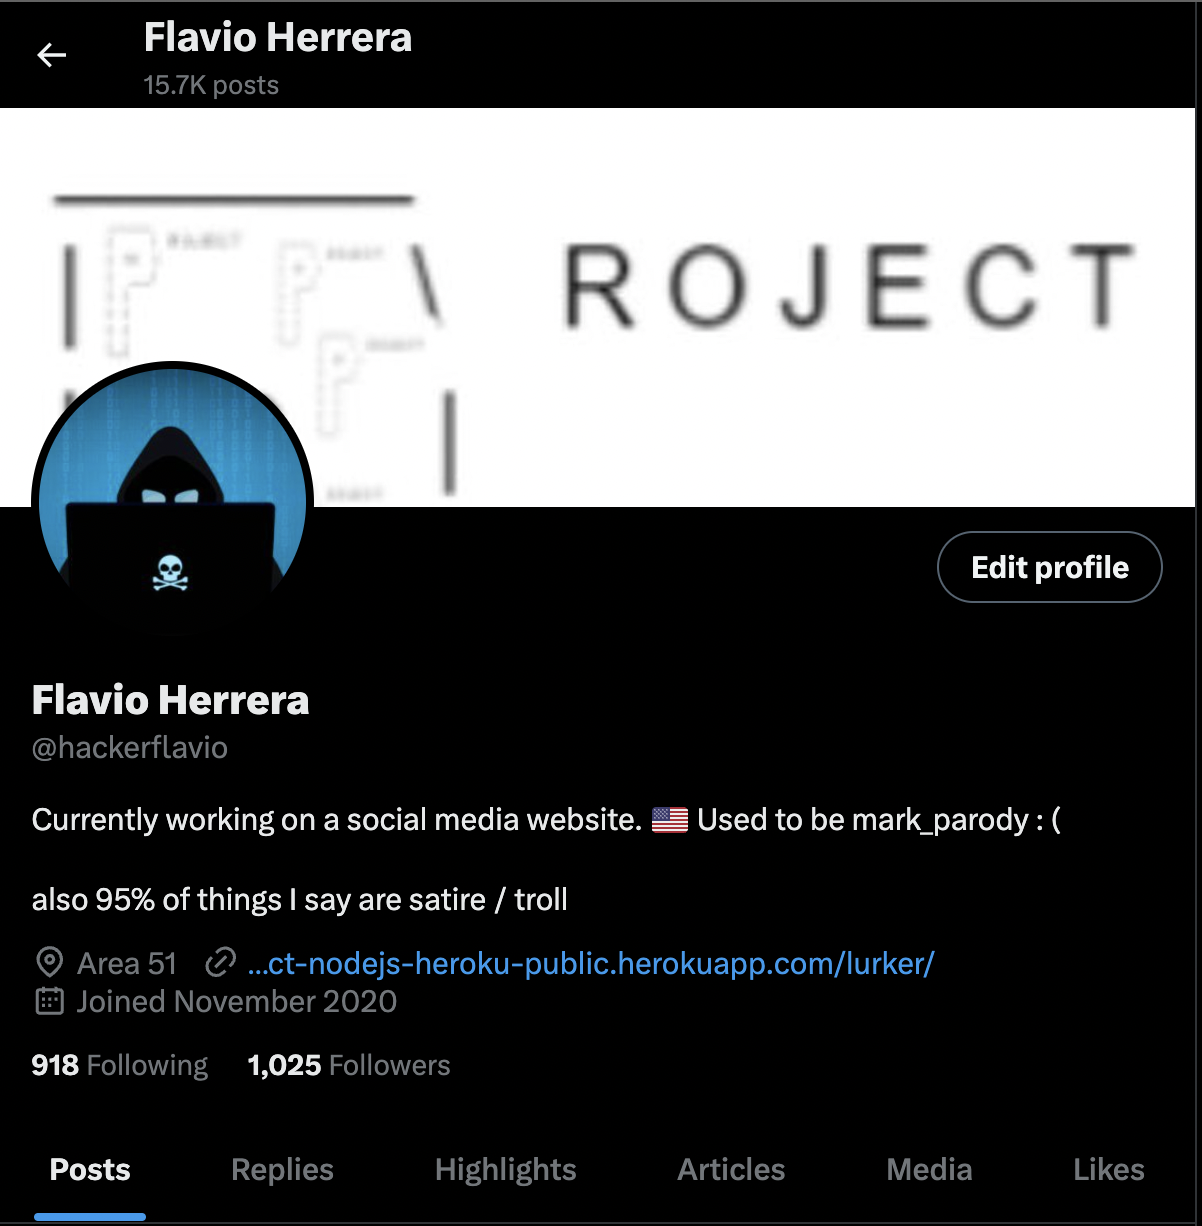 Flavio Herrera
15.7K posts
ROJECT
Edit profile
Flavio Herrera
@hackerflavio
Currently working on a social media website. 🇺🇸 Used to be mark_parody : (
also 95% of things I say are satire / troll
Area 51 …ct-nodejs-heroku-public.herokuapp.com/lurker/
Joined November 2020
918 Following 1,025 Followers
Posts Replies Highlights Articles Media Likes